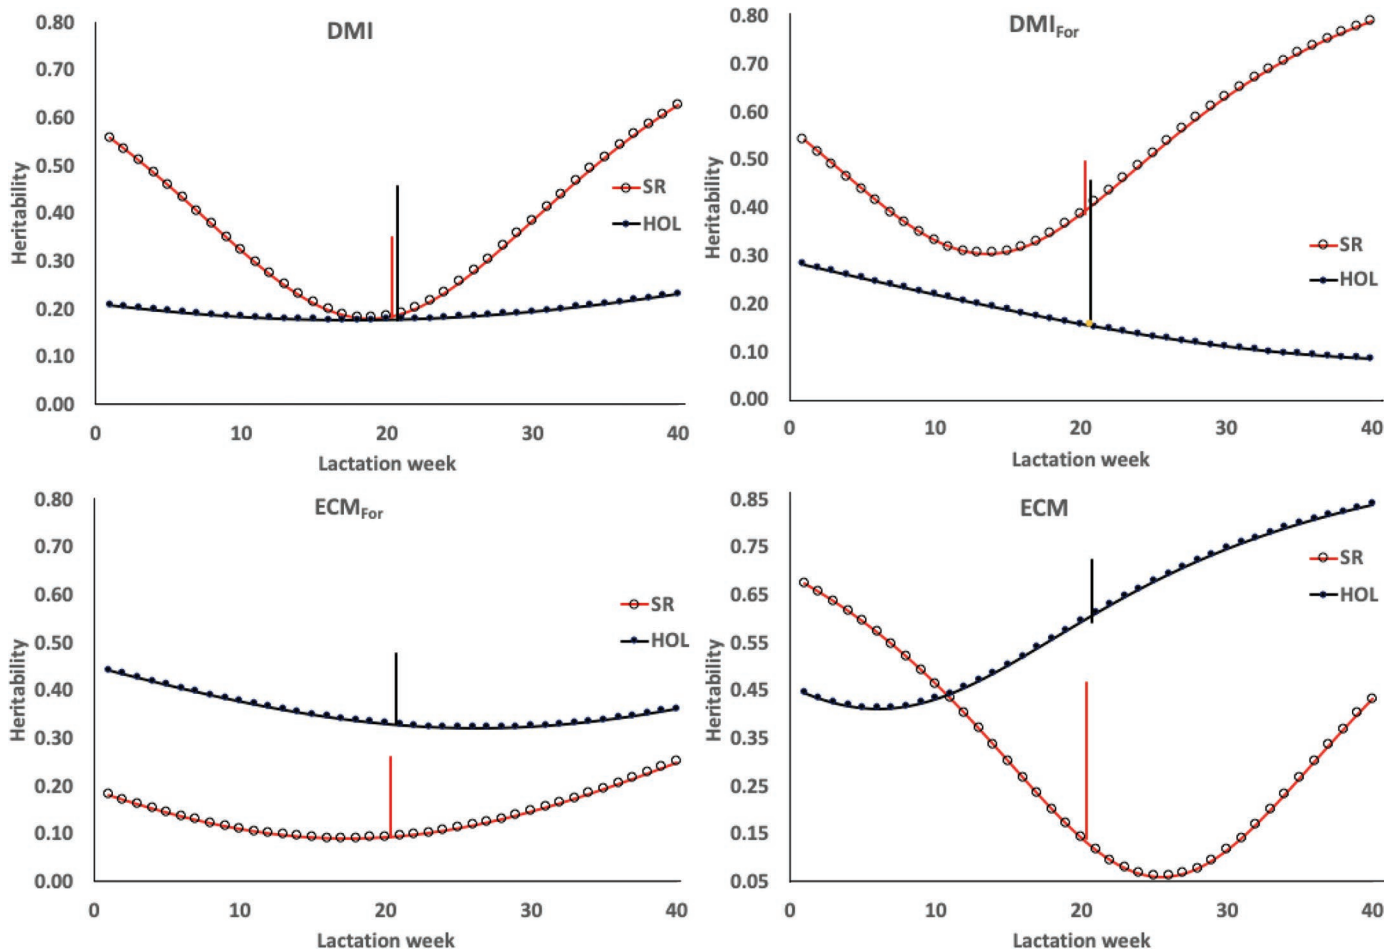 DMI
0.80
0.70
0.60
0.50
0.40
0.30
0.20
0.10
0.00
Heritability
SR
HOL
0 10 20 30 40
Lactation week
DMIFor
0.80
0.70
0.60
0.50
0.40
0.30
0.20
0.10
0.00
Heritability
SR
HOL
0 10 20 30 40
Lactation week
ECMFor
0.80
0.70
0.60
0.50
0.40
0.30
0.20
0.10
0.00
Heritability
SR
HOL
0 10 20 30 40
Lactation week
ECM
0.85
0.75
0.65
0.55
0.45
0.35
0.25
0.15
0.05
Heritability
SR
HOL
0 10 20 30 40
Lactation week